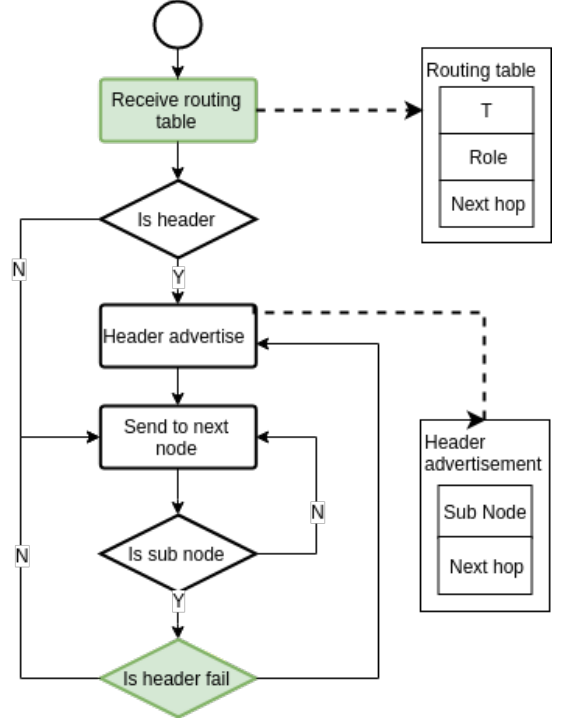 Receive routing
table
Routing table
T
Role
Next hop
Is header
N
Y
Header advertise
Send to next
node
Header
advertisement
Sub Node
Next hop
N
Is sub node
N
Y
Is header fail